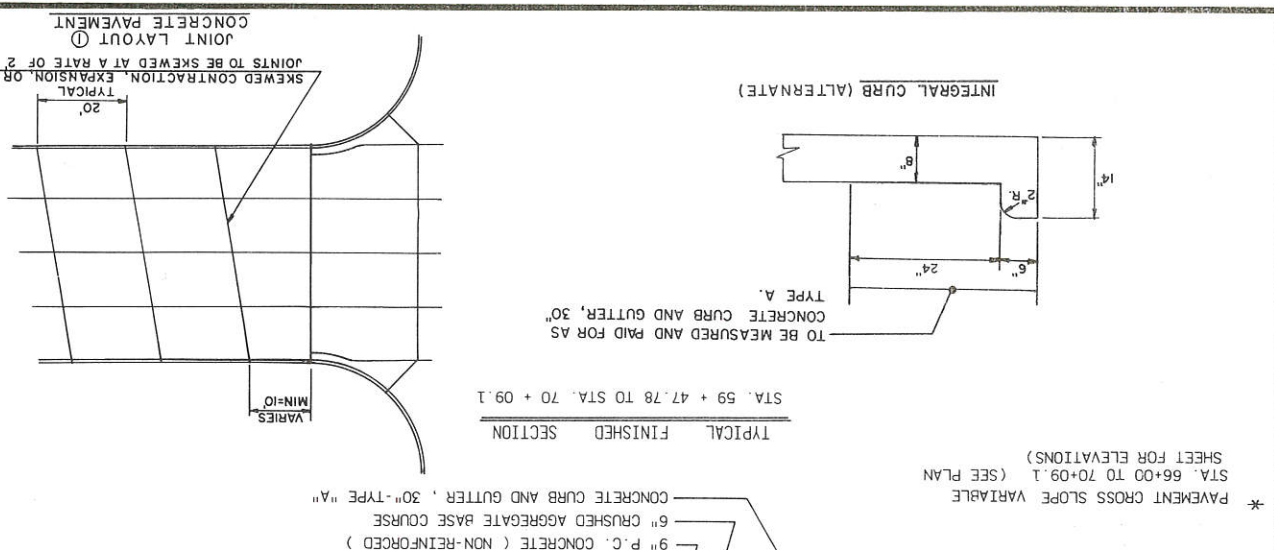 9" P.C. CONCRETE ( NON-REINFORCED )
6" CRUSHED AGGREGATE BASE COURSE
CONCRETE CURB AND GUTTER , 30"-TYPE "A"
* PAVEMENT CROSS SLOPE VARIABLE
STA. 66+00 TO 70+09.1 (SEE PLAN
SHEET FOR ELEVATIONS)
TYPICAL FINISHED SECTION
STA. 59 + 47.78 TO STA. 70 + 09.1
TO BE MEASURED AND PAID FOR AS
CONCRETE CURB AND GUTTER, 30"
TYPE A.
6"
24"
2" R.
14"
8"
INTEGRAL CURB (ALTERNATE)
VARIES
MIN=10'
20'
TYPICAL
SKEWED CONTRACTION, EXPANSION, OR
JOINTS TO BE SKEWED AT A RATE OF 2'
JOINT LAYOUT ①
CONCRETE PAVEMENT